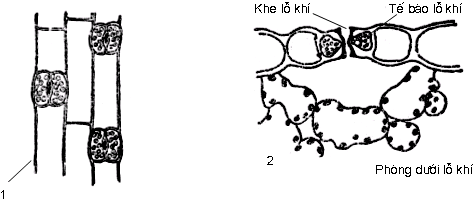 Khe lỗ khí
Tế bào lỗ khí
1
2
Phòng dưới lỗ khí